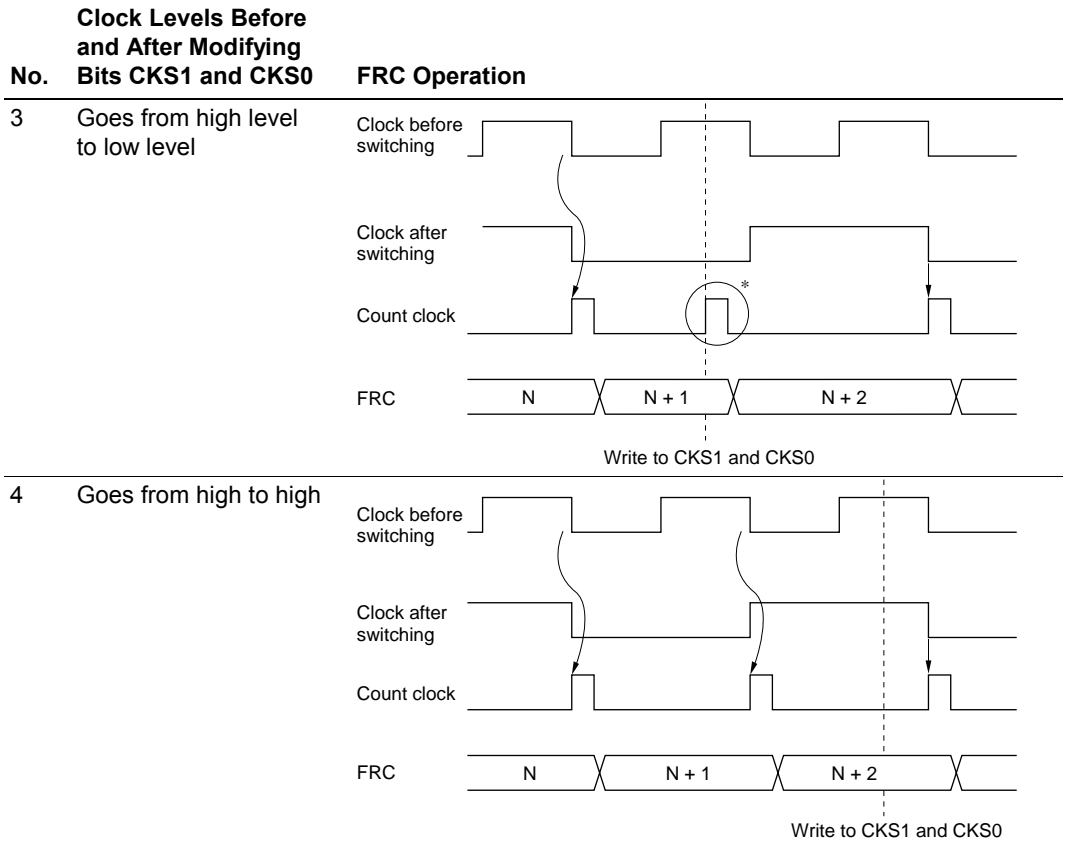 Clock Levels Before
and After Modifying
No. Bits CKS1 and CKS0 FRC Operation
3 Goes from high level
to low level
Clock before
switching
Clock after
switching
*
Count clock
FRC N N + 1 N + 2
Write to CKS1 and CKS0
4 Goes from high to high
Clock before
switching
Clock after
switching
Count clock
FRC N N + 1 N + 2
Write to CKS1 and CKS0